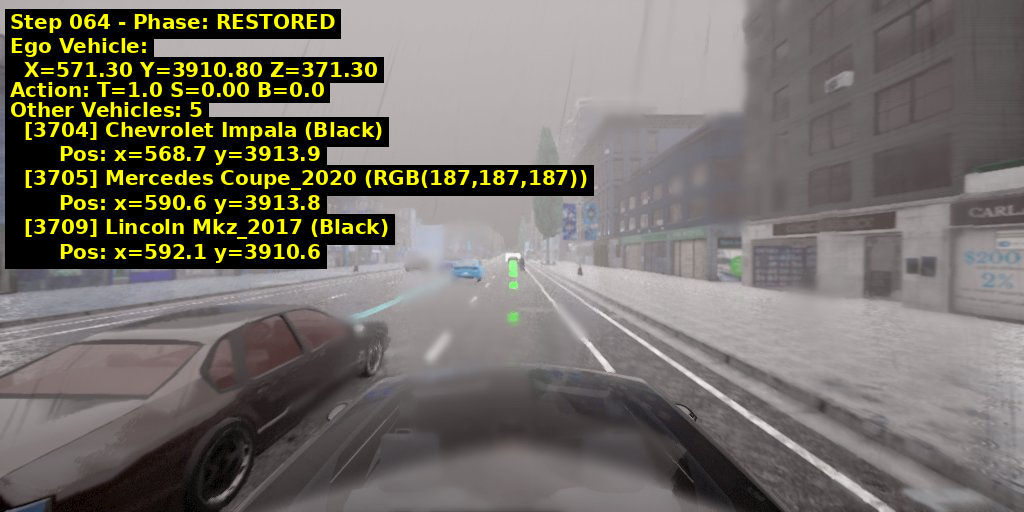 Step 064 - Phase: RESTORED
Ego Vehicle:
X=571.30 Y=3910.80 Z=371.30
Action: T=1.0 S=0.00 B=0.0
Other Vehicles: 5
[3704] Chevrolet Impala (Black)
Pos: x=568.7 y=3913.9
[3705] Mercedes Coupe_2020 (RGB(187,187,187))
Pos: x=590.6 y=3913.8
[3709] Lincoln Mkz_2017 (Black)
Pos: x=592.1 y=3910.6
CARL
$200
2%